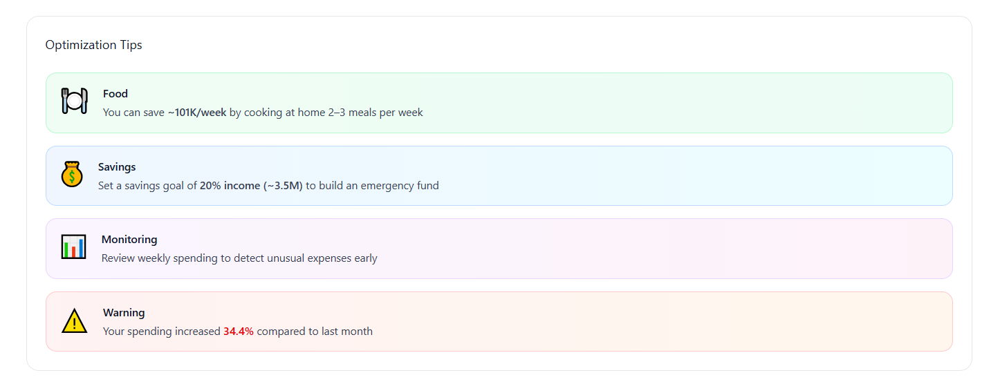 Optimization Tips
Food
You can save ~101K/week by cooking at home 2–3 meals per week
Savings
Set a savings goal of 20% income (~3.5M) to build an emergency fund
Monitoring
Review weekly spending to detect unusual expenses early
Warning
Your spending increased 34.4% compared to last month